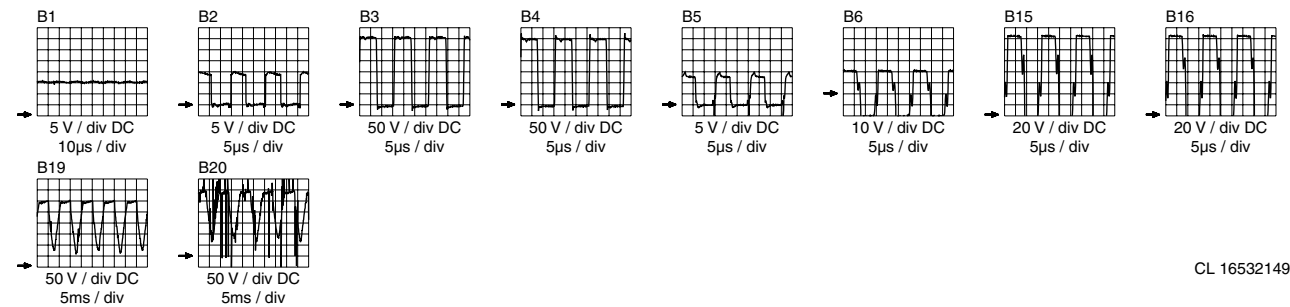 B1 B2 B3 B4 B5 B6 B15 B16
5 V / div DC 5 V / div DC 50 V / div DC 50 V / div DC 5 V / div DC 10 V / div DC 20 V / div DC 20 V / div DC
10µs / div 5µs / div 5µs / div 5µs / div 5µs / div 5µs / div 5µs / div 5µs / div
B19 B20
50 V / div DC 50 V / div DC
5ms / div 5ms / div
CL 16532149